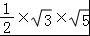 1/2 × √3 × √5